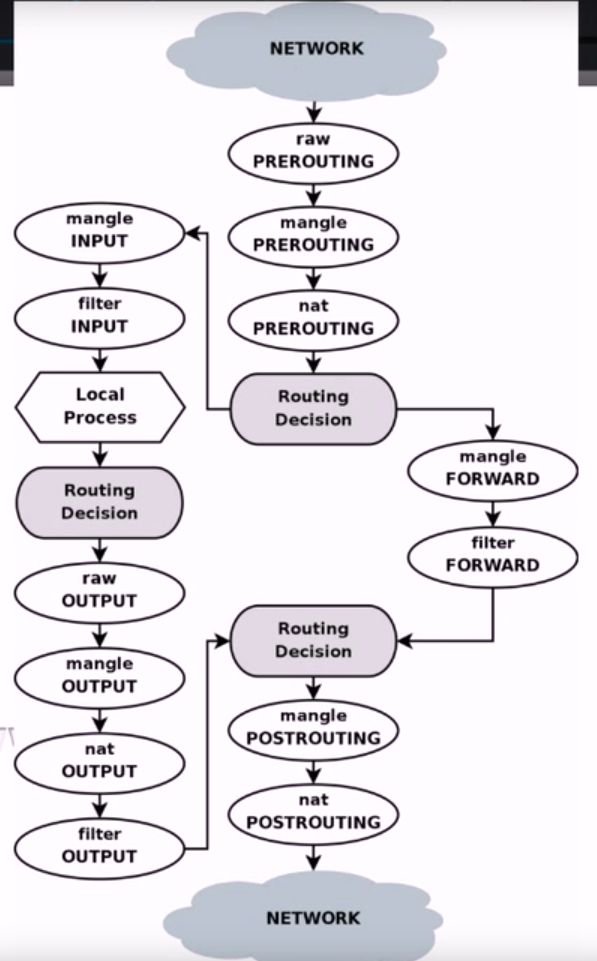 NETWORK
raw
PREROUTING
mangle
PREROUTING
nat
PREROUTING
Routing
Decision
mangle
INPUT
filter
INPUT
Local
Process
Routing
Decision
raw
OUTPUT
mangle
OUTPUT
nat
OUTPUT
filter
OUTPUT
mangle
FORWARD
filter
FORWARD
Routing
Decision
mangle
POSTROUTING
nat
POSTROUTING
NETWORK